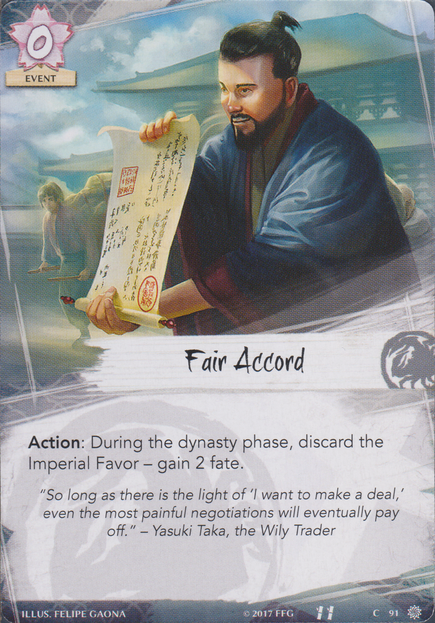 0
EVENT
Fair Accord
Action: During the dynasty phase, discard the
Imperial Favor – gain 2 fate.
“So long as there is the light of ‘I want to make a deal,’
even the most painful negotiations will eventually pay
off.” – Yasuki Taka, the Wily Trader
ILLUS. FELIPE GAONA
© 2017 FFG
C 91